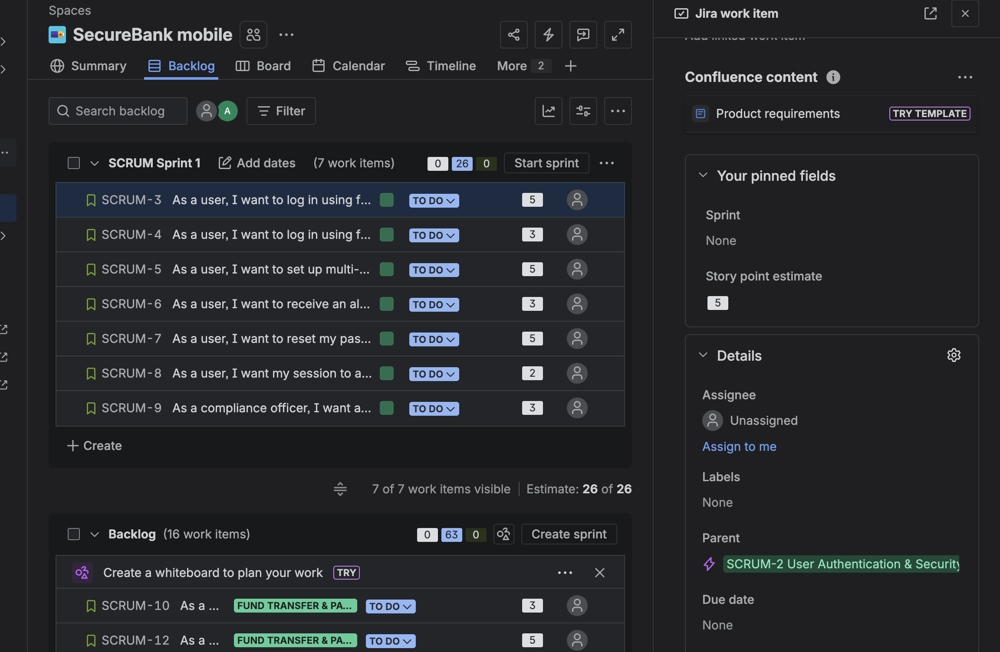 Spaces
SecureBank mobile
Summary Backlog Board Calendar Timeline More 2
Search backlog A Filter
SCRUM Sprint 1 Add dates (7 work items) 0 26 0 Start sprint
SCRUM-3 As a user, I want to log in using f... TO DO 5
SCRUM-4 As a user, I want to log in using f... TO DO 3
SCRUM-5 As a user, I want to set up multi-... TO DO 5
SCRUM-6 As a user, I want to receive an al... TO DO 3
SCRUM-7 As a user, I want to reset my pas... TO DO 5
SCRUM-8 As a user, I want my session to a... TO DO 2
SCRUM-9 As a compliance officer, I want a... TO DO 3
Create
7 of 7 work items visible Estimate: 26 of 26
Backlog (16 work items) 0 63 0 Create sprint
Create a whiteboard to plan your work TRY
SCRUM-10 As a ... FUND TRANSFER & PA... TO DO 3
SCRUM-12 As a ... FUND TRANSFER & PA... TO DO 5
Jira work item
Add linked work item
Confluence content
Product requirements TRY TEMPLATE
Your pinned fields
Sprint
None
Story point estimate
5
Details
Assignee
Unassigned
Assign to me
Labels
None
Parent
SCRUM-2 User Authentication & Security
Due date
None